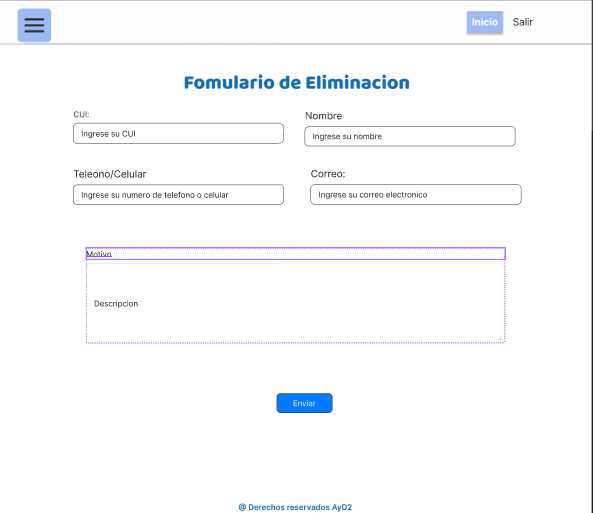 Inicio Salir
Fomulario de Eliminacion
CUI: Nombre
Ingrese su CUI Ingrese su nombre
Teleono/Celular Correo:
Ingrese su numero de telefono o celular Ingrese su correo electronico
Motivo
Descripcion
Enviar
@ Derechos reservados AyD2